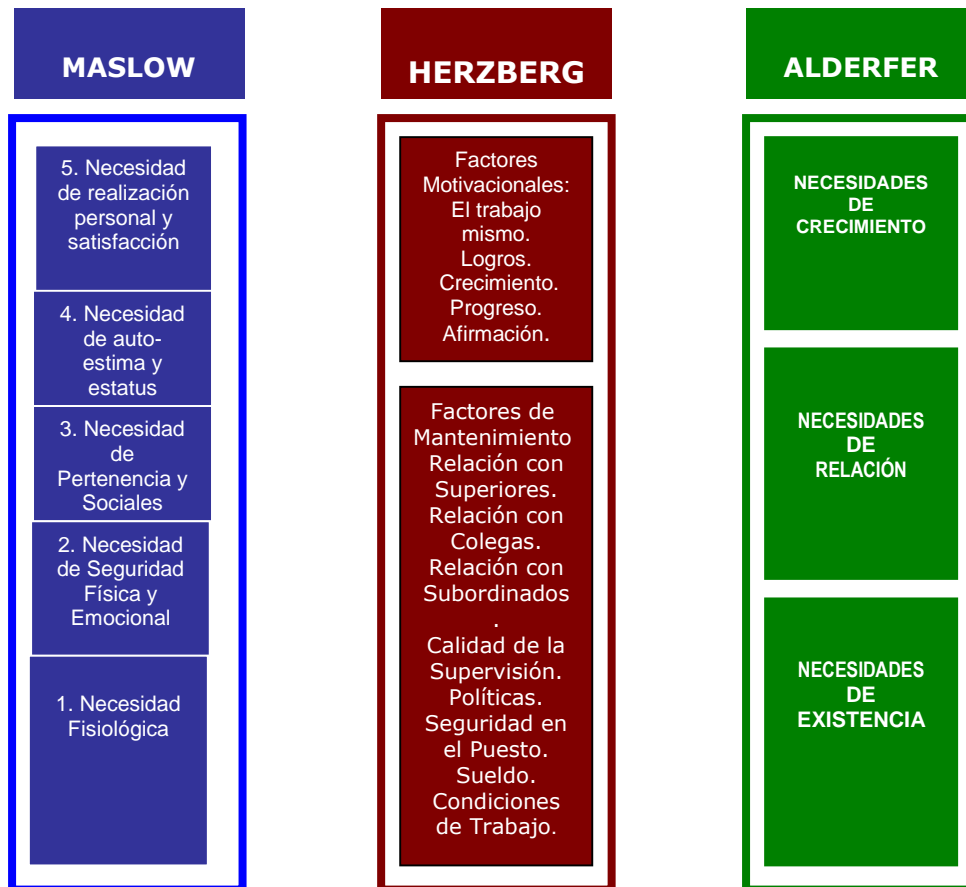 MASLOW
5. Necesidad
de realización
personal y
satisfacción
4. Necesidad
de auto-
estima y
estatus
3. Necesidad
de
Pertenencia y
Sociales
2. Necesidad
de Seguridad
Física y
Emocional
1. Necesidad
Fisiológica
HERZBERG
Factores
Motivacionales:
El trabajo
mismo.
Logros.
Crecimiento.
Progreso.
Afirmación.
Factores de
Mantenimiento
Relación con
Superiores.
Relación con
Colegas.
Relación con
Subordinados
.
Calidad de la
Supervisión.
Políticas.
Seguridad en
el Puesto.
Sueldo.
Condiciones
de Trabajo.
ALDERFER
NECESIDADES
DE
CRECIMIENTO
NECESIDADES
DE
RELACIÓN
NECESIDADES
DE
EXISTENCIA